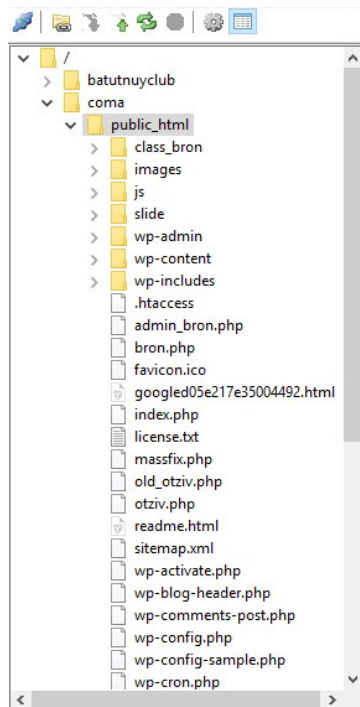 /
batutnuyclub
coma
public_html
class_bron
images
js
slide
wp-admin
wp-content
wp-includes
.htaccess
admin_bron.php
bron.php
favicon.ico
googled05e217e35004492.html
index.php
license.txt
massfix.php
old_otziv.php
otziv.php
readme.html
sitemap.xml
wp-activate.php
wp-blog-header.php
wp-comments-post.php
wp-config.php
wp-config-sample.php
wp-cron.php